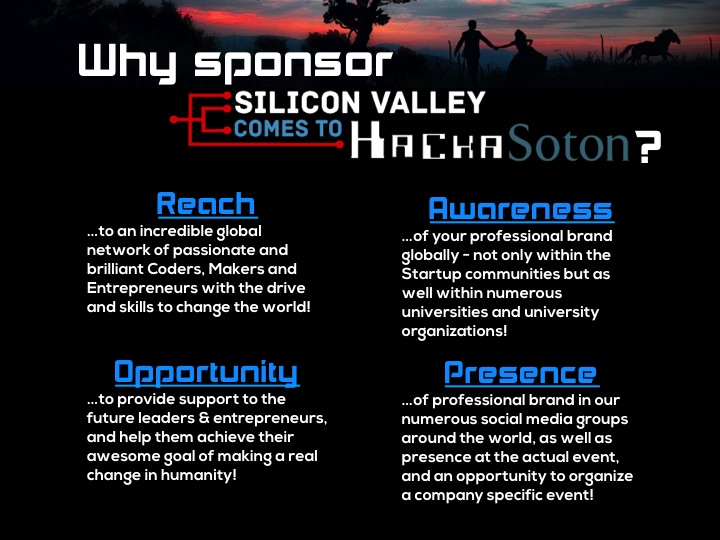 Why sponsor
SILICON VALLEY
COMES TO HACKASoton?
Reach
...to an incredible global
network of passionate and
brilliant Coders, Makers and
Entrepreneurs with the drive
and skills to change the world!
Awareness
...of your professional brand
globally - not only within the
Startup communities but as
well within numerous
universities and university
organizations!
Opportunity
...to provide support to the
future leaders & entrepreneurs,
and help them achieve their
awesome goal of making a real
change in humanity!
Presence
...of professional brand in our
numerous social media groups
around the world, as well as
presence at the actual event,
and an opportunity to organize
a company specific event!